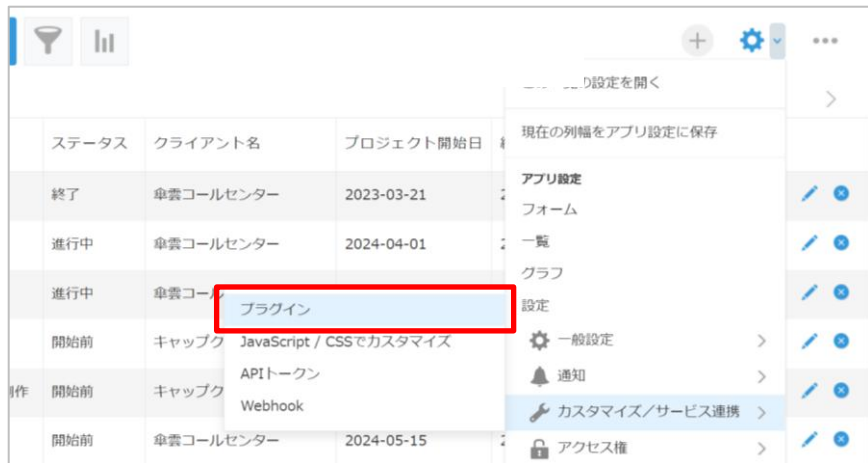 の設定を開く
現在の列幅をアプリ設定に保存
ステータス クライアント名 プロジェクト開始日
アプリ設定
終了 傘雲コールセンター 2023-03-21
フォーム
進行中 傘雲コールセンター 2024-04-01
一覧
グラフ
進行中 傘雲コール
プラグイン
設定
開始前 キャップク
JavaScript / CSSでカスタマイズ
一般設定
APIトークン
通知
作 開始前 キャップク
Webhook
カスタマイズ/サービス連携
開始前 傘雲コールセンター 2024-05-15
アクセス権